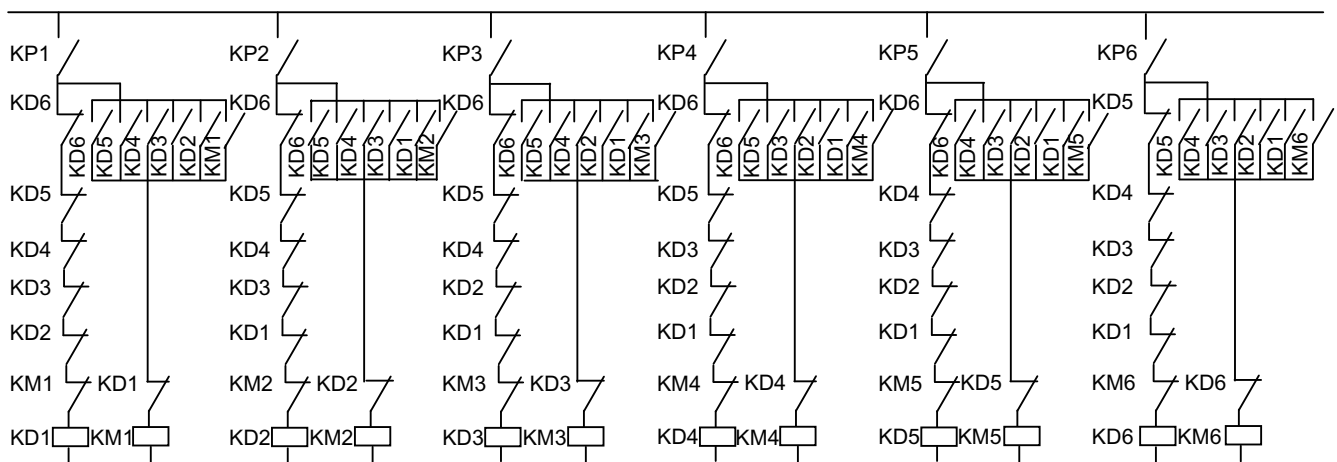 KP1 KP2 KP3 KP4 KP5 KP6
KD6 KD6 KD6 KD6 KD6 KD5
KD6 KD5 KD4 KD3 KD2 KM1
KD6 KD5 KD4 KD3 KD1 KM2
KD6 KD5 KD4 KD2 KD1 KM3
KD6 KD5 KD3 KD2 KD1 KM4
KD6 KD4 KD3 KD2 KD1 KM5
KD5 KD4 KD3 KD2 KD1 KM6
KD5 KD5 KD5 KD5 KD4 KD4
KD4 KD4 KD4 KD3 KD3 KD3
KD3 KD3 KD2 KD2 KD2 KD2
KD2 KD1 KD1 KD1 KD1 KD1
KM1 KD1 KM2 KD2 KM3 KD3 KM4 KD4 KM5 KD5 KM6 KD6
KD1 KM1 KD2 KM2 KD3 KM3 KD4 KM4 KD5 KM5 KD6 KM6